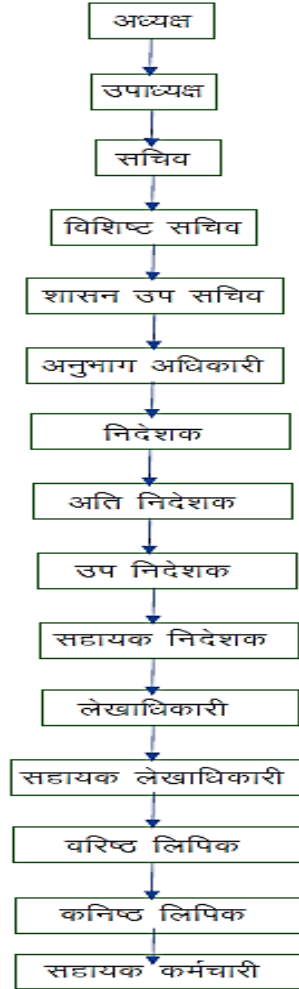 अध्यक्ष
उपाध्यक्ष
सचिव
विशिष्ट सचिव
शासन उप सचिव
अनुभाग अधिकारी
निदेशक
अति निदेशक
उप निदेशक
सहायक निदेशक
लेखाधिकारी
सहायक लेखाधिकारी
वरिष्ठ लिपिक
कनिष्ठ लिपिक
सहायक कर्मचारी